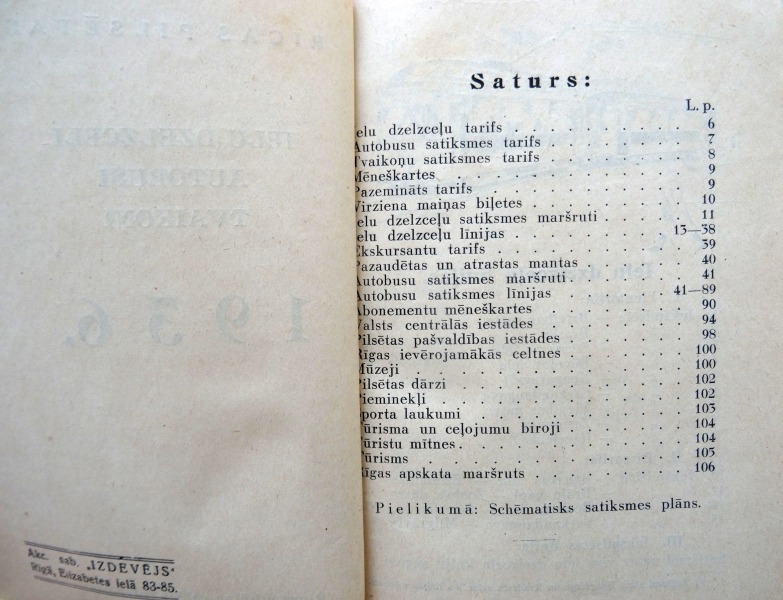 Akc. sab. „IZDEVĒJS“
Rīgā, Elizabetes ielā 83-85.
Saturs:
L. p.
Ielu dzelzceļu tarifs . . . . . . . . . . 6
Autobusu satiksmes tarifs . . . . . . . . 7
Tvaikoņu satiksmes tarifs . . . . . . . . 8
Mēneškartes . . . . . . . . . . . . . 9
Pazemināts tarifs . . . . . . . . . . . 9
Virziena maiņas biļetes . . . . . . . . . 10
Ielu dzelzceļu satiksmes maršruti . . . . . 11
Ielu dzelzceļu līnijas . . . . . . . . . 13—38
Ekskursantu tarifs . . . . . . . . . . . 39
Pazaudētas un atrastas mantas . . . . . . 40
Autobusu satiksmes maršruti . . . . . . . 41
Autobusu satiksmes līnijas . . . . . . . 41—89
Abonementu mēneškartes . . . . . . . . . 90
Valsts centrālās iestādes . . . . . . . . 94
Pilsētas pašvaldības iestādes . . . . . . . 98
Rīgas ievērojamākās celtnes . . . . . . . 100
Mūzeji . . . . . . . . . . . . . . . 100
Pilsētas dārzi . . . . . . . . . . . . 102
Pieminekļi . . . . . . . . . . . . . 102
Sporta laukumi . . . . . . . . . . . . 103
Tūrisma un ceļojumu biroji . . . . . . . 104
Tūristu mītnes . . . . . . . . . . . . 104
Tūrisms . . . . . . . . . . . . . . 105
Rīgas apskata maršruts . . . . . . . . . 106
Pielikumā: Schēmatisks satiksmes plāns.